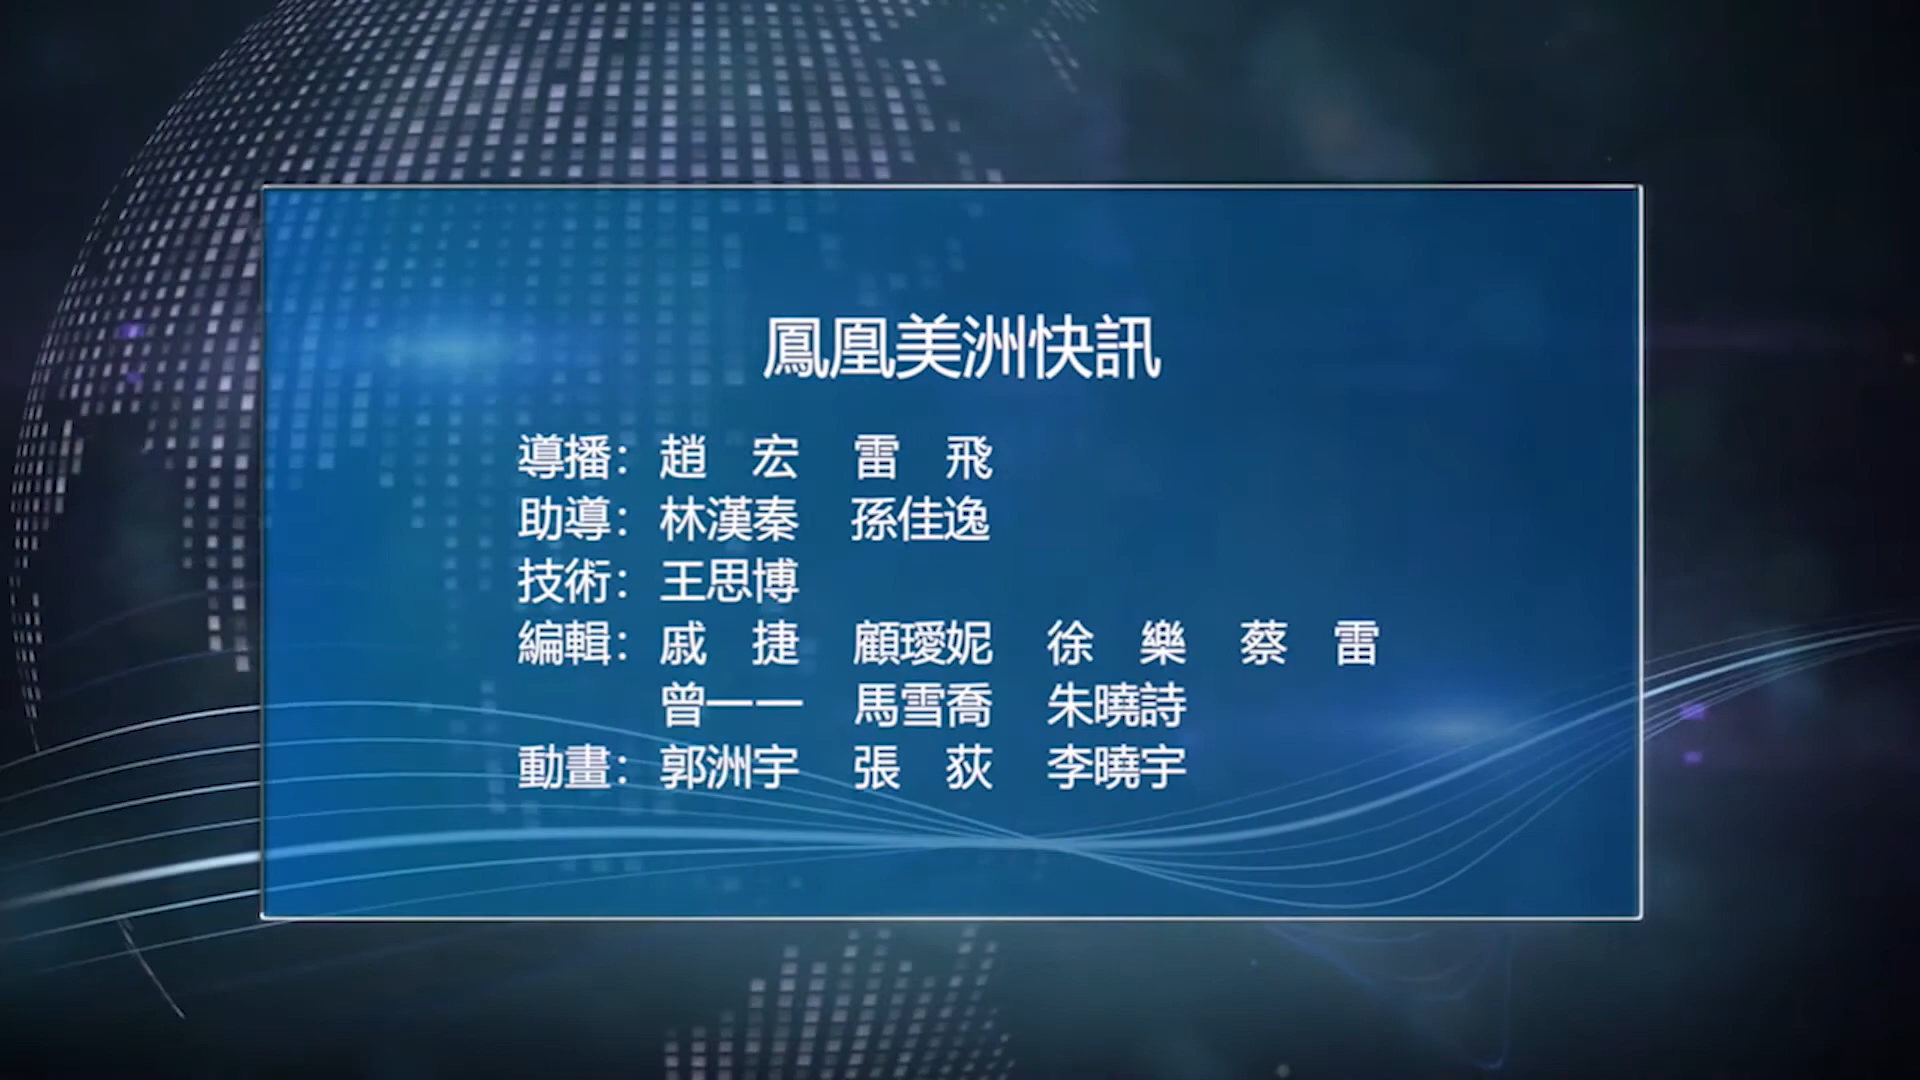 鳳凰美洲快訊
導播：趙　宏　雷　飛
助導：林漢秦　孫佳逸
技術：王思博
編輯：戚　捷　顧璦妮　徐　樂　蔡　雷
曾一一　馬雪喬　朱曉詩
動畫：郭洲宇　張　荻　李曉宇